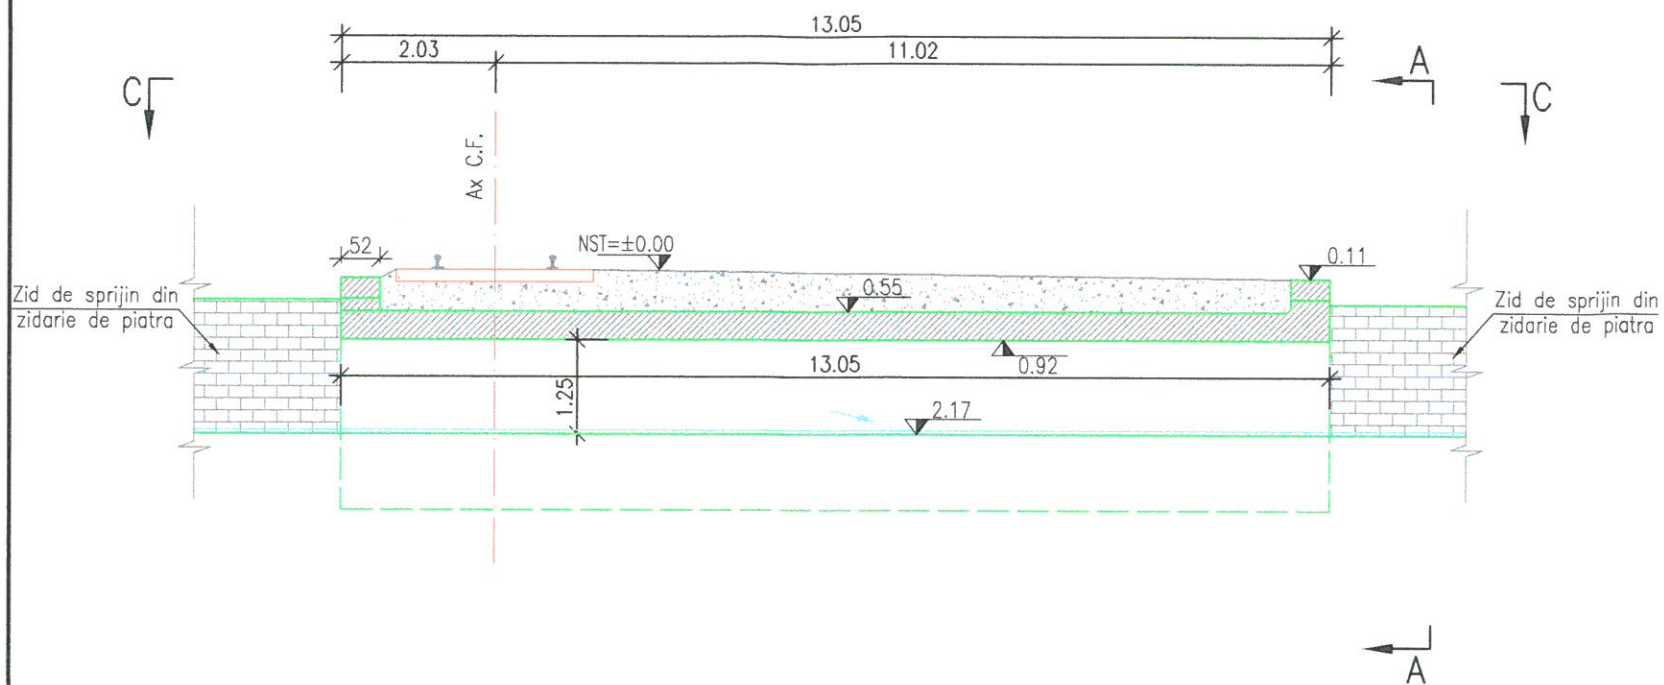 13.05
2.03
11.02
C
A
C
Ax C.F.
52
NST=±0.00
0.11
0.55
Zid de sprijin din
zidarie de piatra
Zid de sprijin din
zidarie de piatra
13.05
0.92
1.25
2.17
A